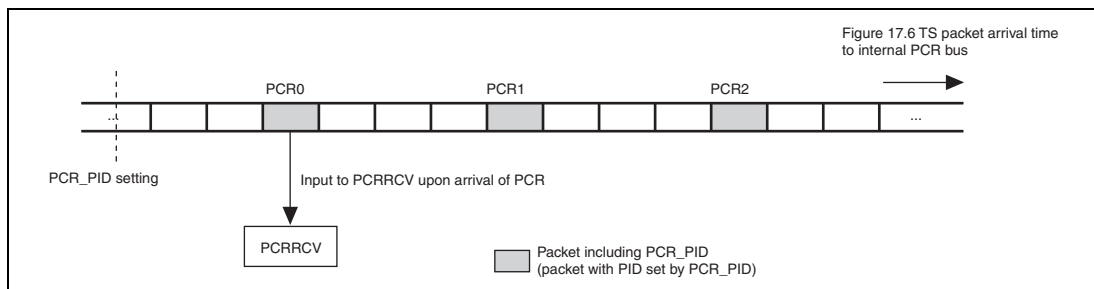 Figure 17.6 TS packet arrival time
to internal PCR bus
PCR0
PCR1
PCR2
...
...
PCR_PID setting
Input to PCRRCV upon arrival of PCR
PCRRCV
Packet including PCR_PID
(packet with PID set by PCR_PID)